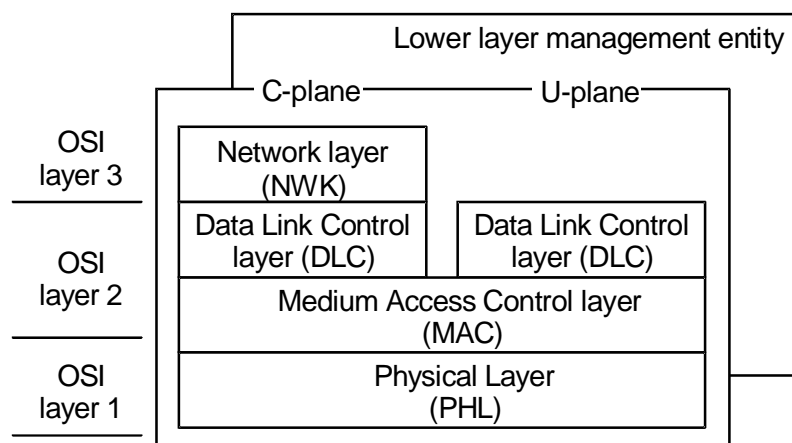 Lower layer management entity
C-plane
U-plane
OSI
layer 3
Network layer
(NWK)
Data Link Control
layer (DLC)
Data Link Control
layer (DLC)
OSI
layer 2
Medium Access Control layer
(MAC)
OSI
layer 1
Physical Layer
(PHL)